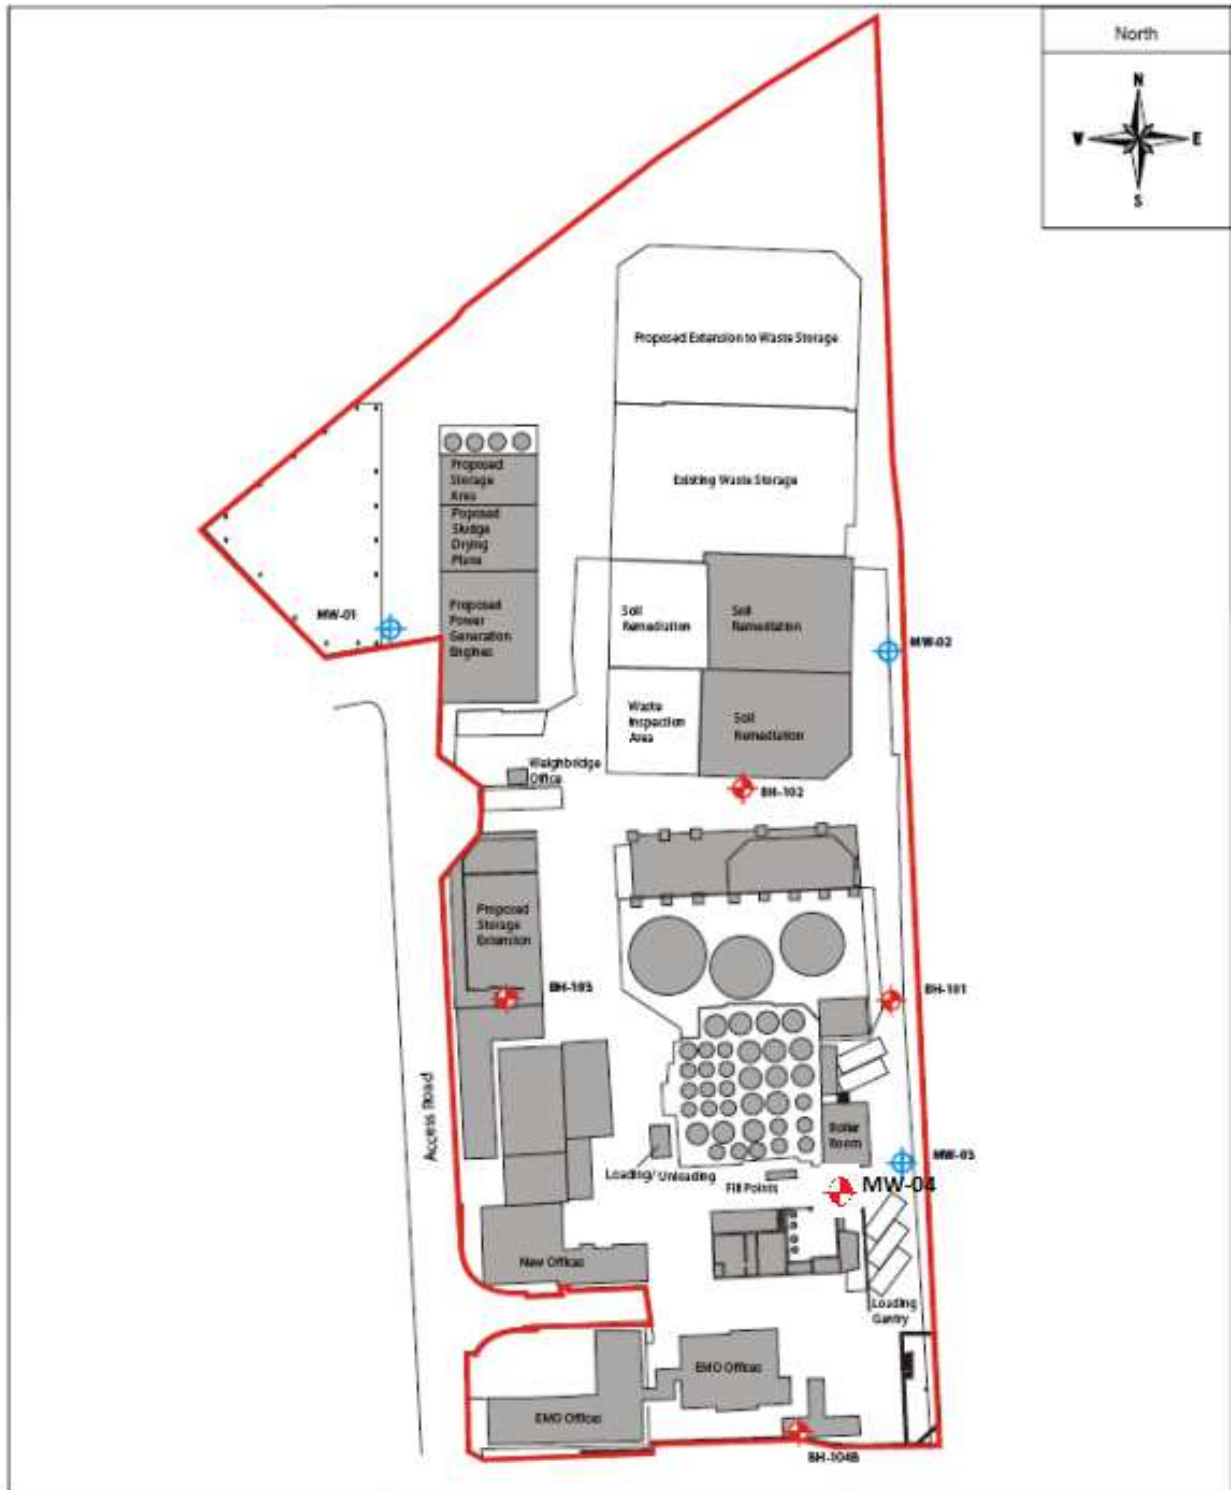 North
N
W
E
S
Proposed Extension to Waste Storage
Existing Waste Storage
Proposed
Storage
Area
Poposed
Sludge
Drying
Plana
Proposed
Power
Generation
Engines
MW-01
Soil
Remediation
Soil
Remediation
MW-02
Waste
Inspection
Area
Soil
Remediation
Weighbridge
Office
BH-102
Proposed
Storage
Extension
BH-103
BH-101
Access Road
Boiler
Room
MW-03
Loading/ Unloading
Fill Points
MW-04
New Offices
Loading
Gantry
EMO Offices
EMO Offices
BH-104B